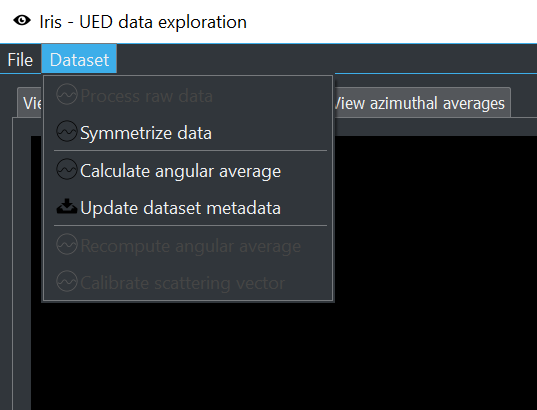 Iris - UED data exploration
File Dataset
Process raw data
Symmetrize data
Calculate angular average
Update dataset metadata
Recompute angular average
Calibrate scattering vector
View azimuthal averages